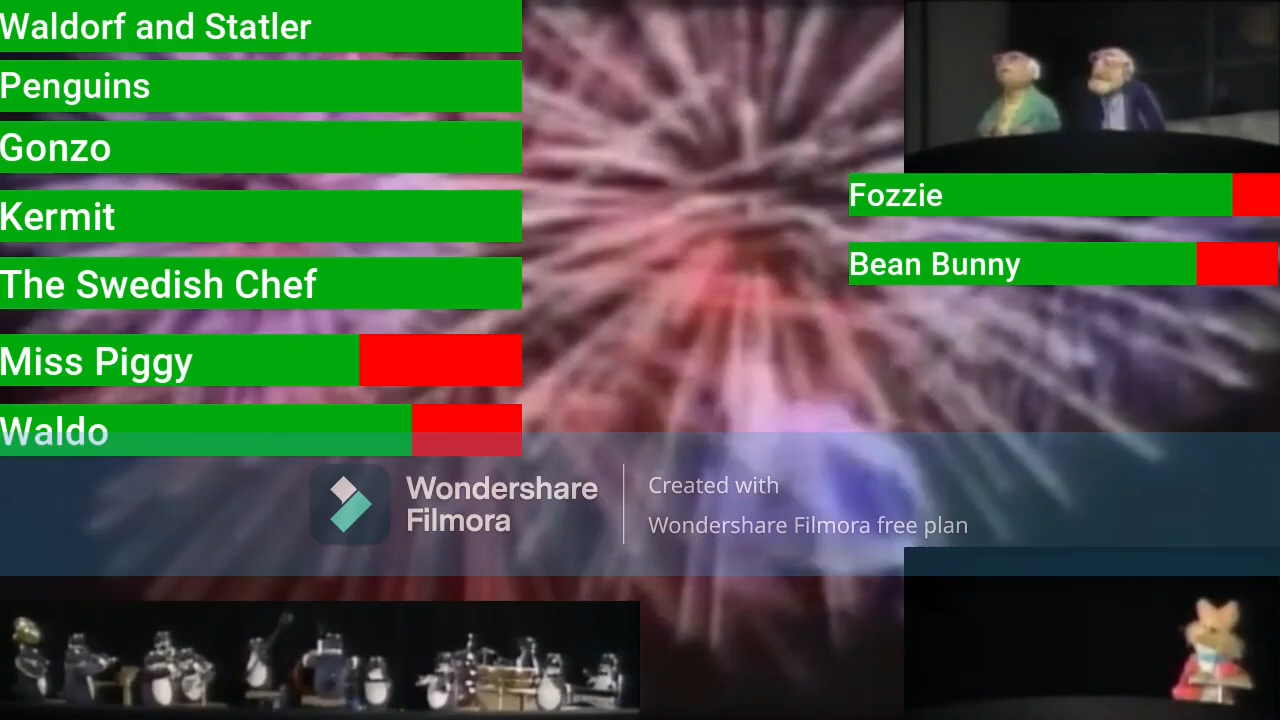 Waldorf and Statler
Penguins
Gonzo
Kermit
The Swedish Chef
Miss Piggy
Waldo
Fozzie
Bean Bunny
Wondershare
Filmora
Created with
Wondershare Filmora free plan